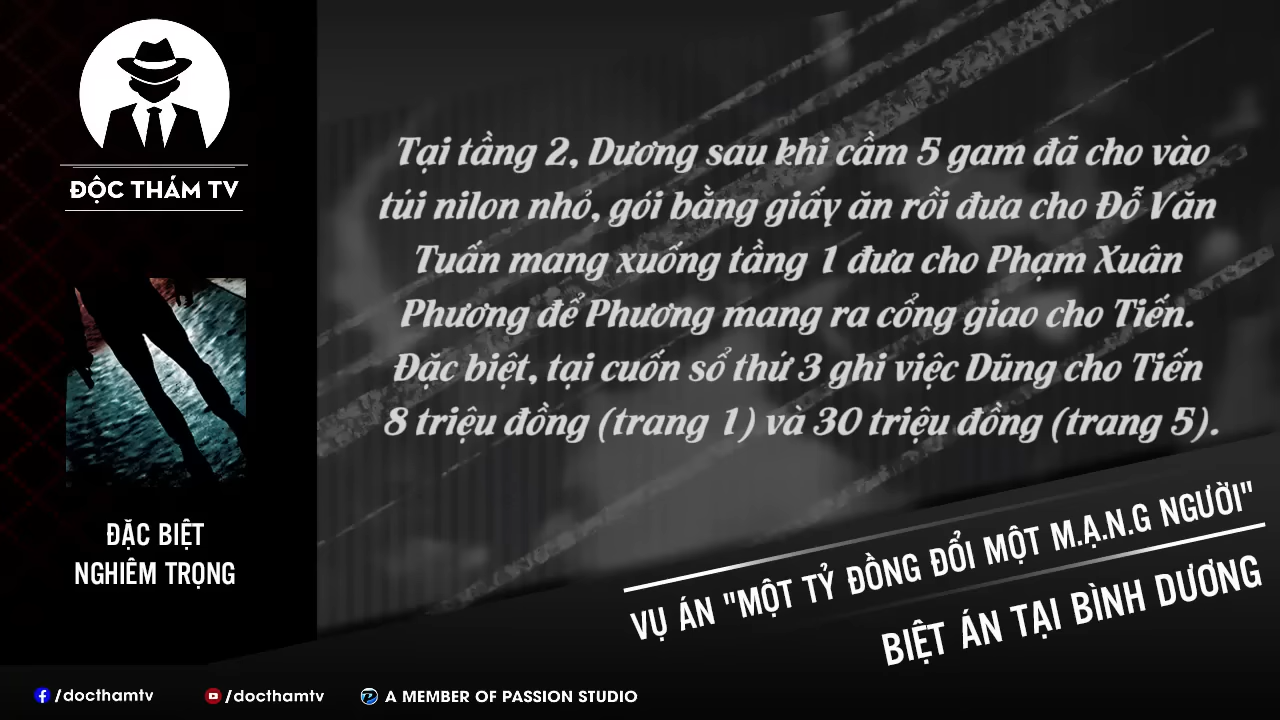 ĐỘC THÁM TV
ĐẶC BIỆT
NGHIÊM TRỌNG
Tại tầng 2, Dương sau khi cầm 5 gam đã cho vào
túi nilon nhỏ, gói bằng giấy ăn rồi đưa cho Đỗ Văn
Tuấn mang xuống tầng 1 đưa cho Phạm Xuân
Phương để Phương mang ra cổng giao cho Tiến.
Đặc biệt, tại cuốn sổ thứ 3 ghi việc Dũng cho Tiến
8 triệu đồng (trang 1) và 30 triệu đồng (trang 5).
VỤ ÁN "MỘT TỶ ĐỒNG ĐỔI MỘT M.Ạ.N.G NGƯỜI"
BIỆT ÁN TẠI BÌNH DƯƠNG
/docthamtv
/docthamtv
A MEMBER OF PASSION STUDIO